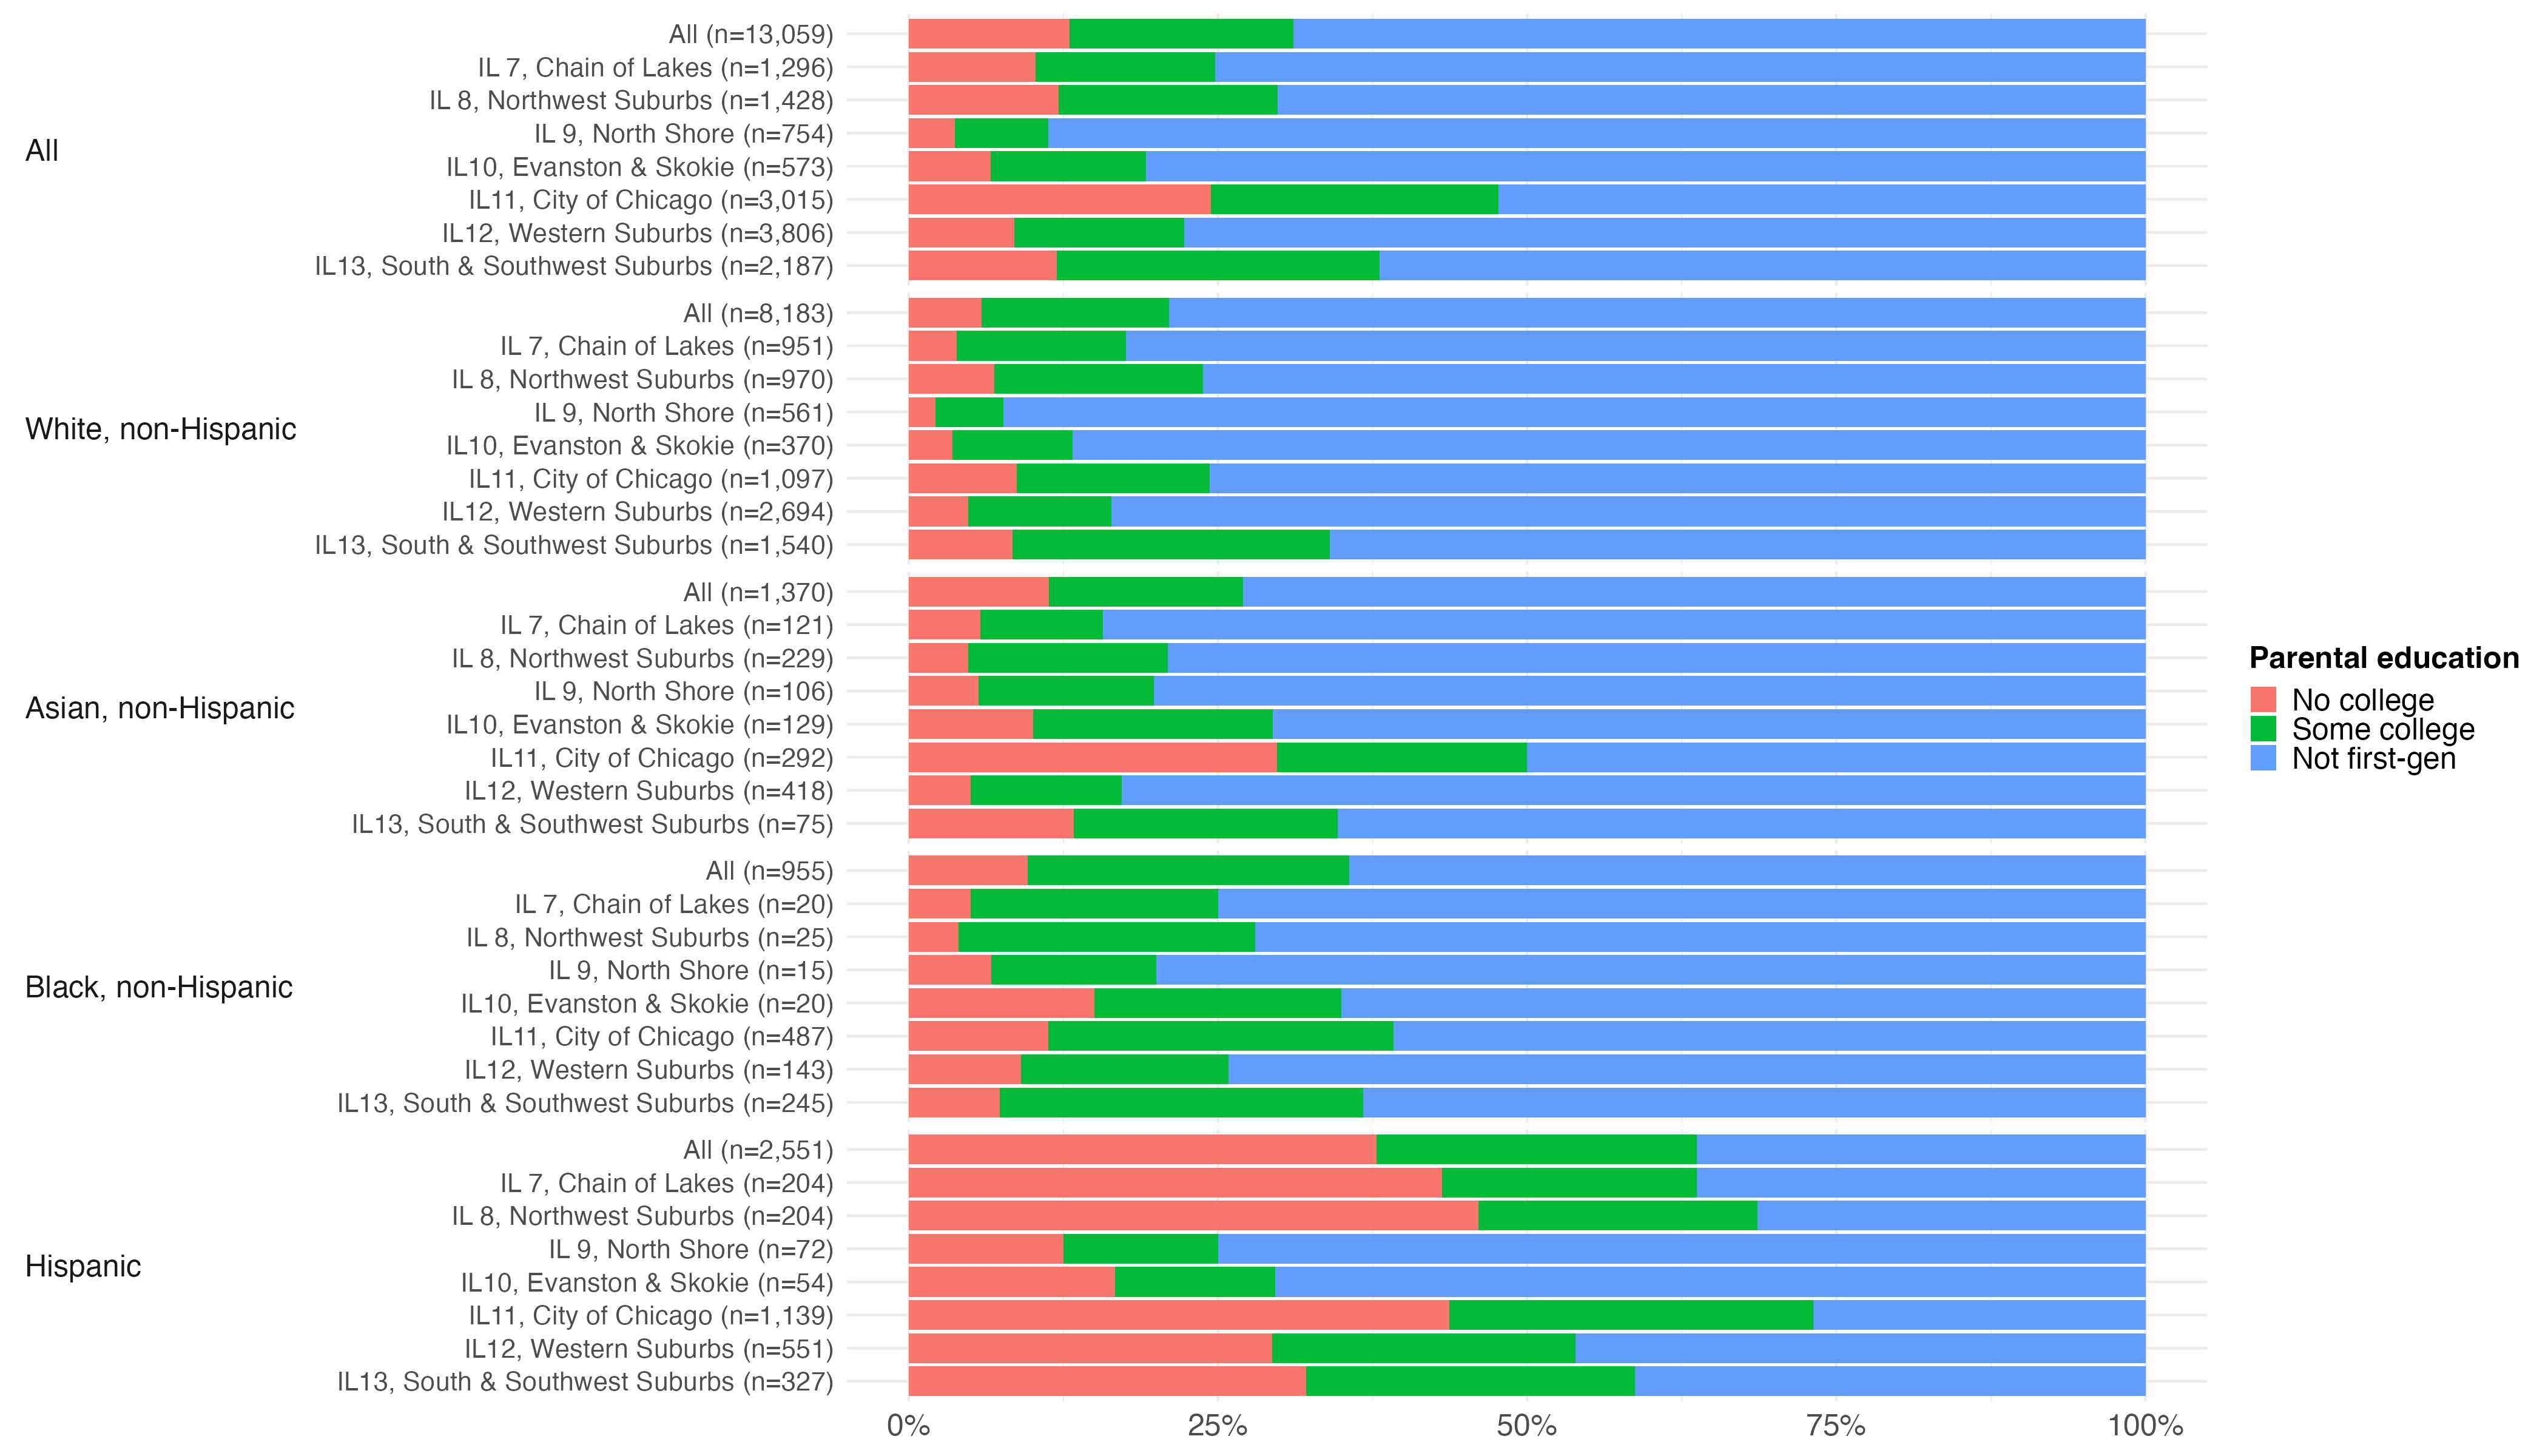 All
All (n=13,059)
IL 7, Chain of Lakes (n=1,296)
IL 8, Northwest Suburbs (n=1,428)
IL 9, North Shore (n=754)
IL10, Evanston & Skokie (n=573)
IL11, City of Chicago (n=3,015)
IL12, Western Suburbs (n=3,806)
IL13, South & Southwest Suburbs (n=2,187)
White, non-Hispanic
All (n=8,183)
IL 7, Chain of Lakes (n=951)
IL 8, Northwest Suburbs (n=970)
IL 9, North Shore (n=561)
IL10, Evanston & Skokie (n=370)
IL11, City of Chicago (n=1,097)
IL12, Western Suburbs (n=2,694)
IL13, South & Southwest Suburbs (n=1,540)
Asian, non-Hispanic
All (n=1,370)
IL 7, Chain of Lakes (n=121)
IL 8, Northwest Suburbs (n=229)
IL 9, North Shore (n=106)
IL10, Evanston & Skokie (n=129)
IL11, City of Chicago (n=292)
IL12, Western Suburbs (n=418)
IL13, South & Southwest Suburbs (n=75)
Black, non-Hispanic
All (n=955)
IL 7, Chain of Lakes (n=20)
IL 8, Northwest Suburbs (n=25)
IL 9, North Shore (n=15)
IL10, Evanston & Skokie (n=20)
IL11, City of Chicago (n=487)
IL12, Western Suburbs (n=143)
IL13, South & Southwest Suburbs (n=245)
Hispanic
All (n=2,551)
IL 7, Chain of Lakes (n=204)
IL 8, Northwest Suburbs (n=204)
IL 9, North Shore (n=72)
IL10, Evanston & Skokie (n=54)
IL11, City of Chicago (n=1,139)
IL12, Western Suburbs (n=551)
IL13, South & Southwest Suburbs (n=327)
0% 25% 50% 75% 100%
Parental education
No college
Some college
Not first-gen